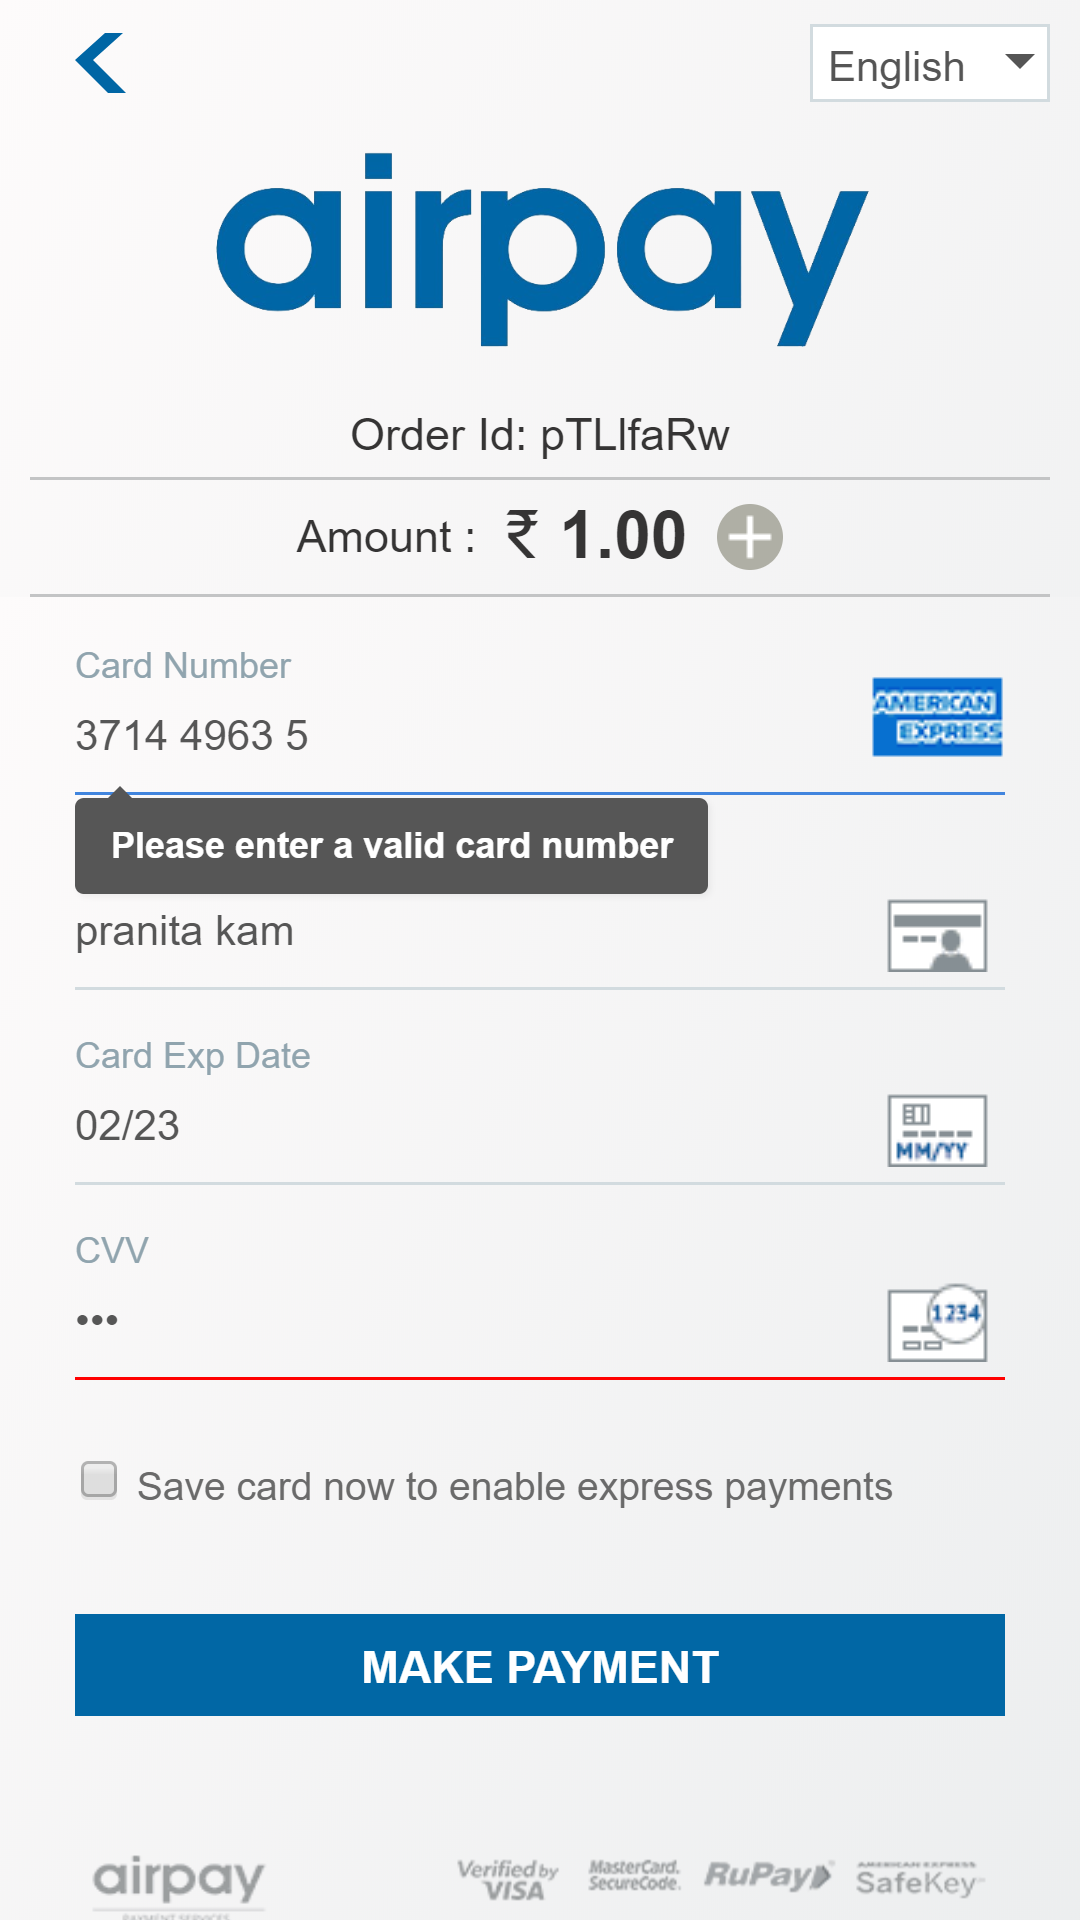 English
airpay
Order Id: pTLlfaRw
Amount : ₹ 1.00
Card Number
3714 4963 5
AMERICAN
EXPRESS
Please enter a valid card number
pranita kam
Card Exp Date
02/23
MM/YY
CVV
•••
1234
Save card now to enable express payments
MAKE PAYMENT
airpay
PAYMENT SERVICES
Verified by
VISA
MasterCard.
SecureCode.
RuPay
AMERICAN EXPRESS
SafeKey